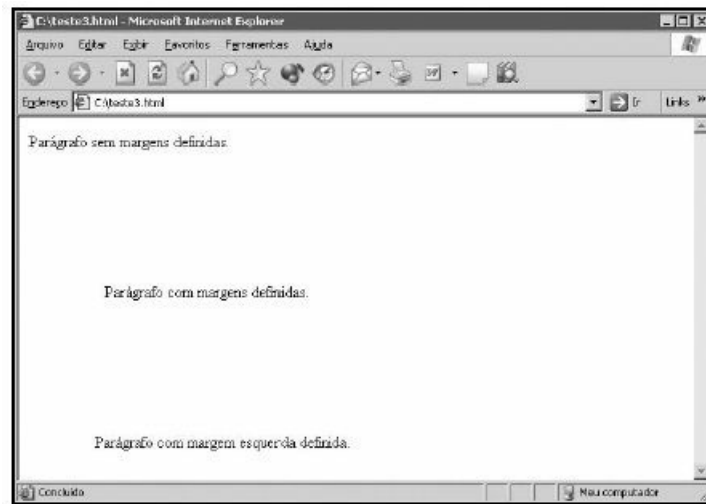 C:\teste3.html - Microsoft Internet Explorer
Arquivo Editar Exibir Favoritos Ferramentas Ajuda
Endereço C:\teste3.html Ir Links »
Parágrafo sem margens definidas.
Parágrafo com margens definidas.
Parágrafo com margem esquerda definida.
Concluído Meu computador